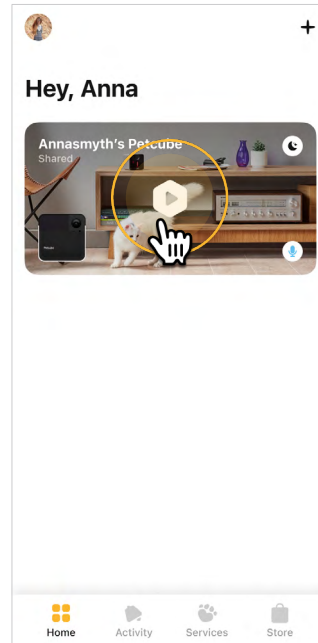 Hey, Anna
Annasmyth's Petcube
Shared
Home
Activity
Services
Store